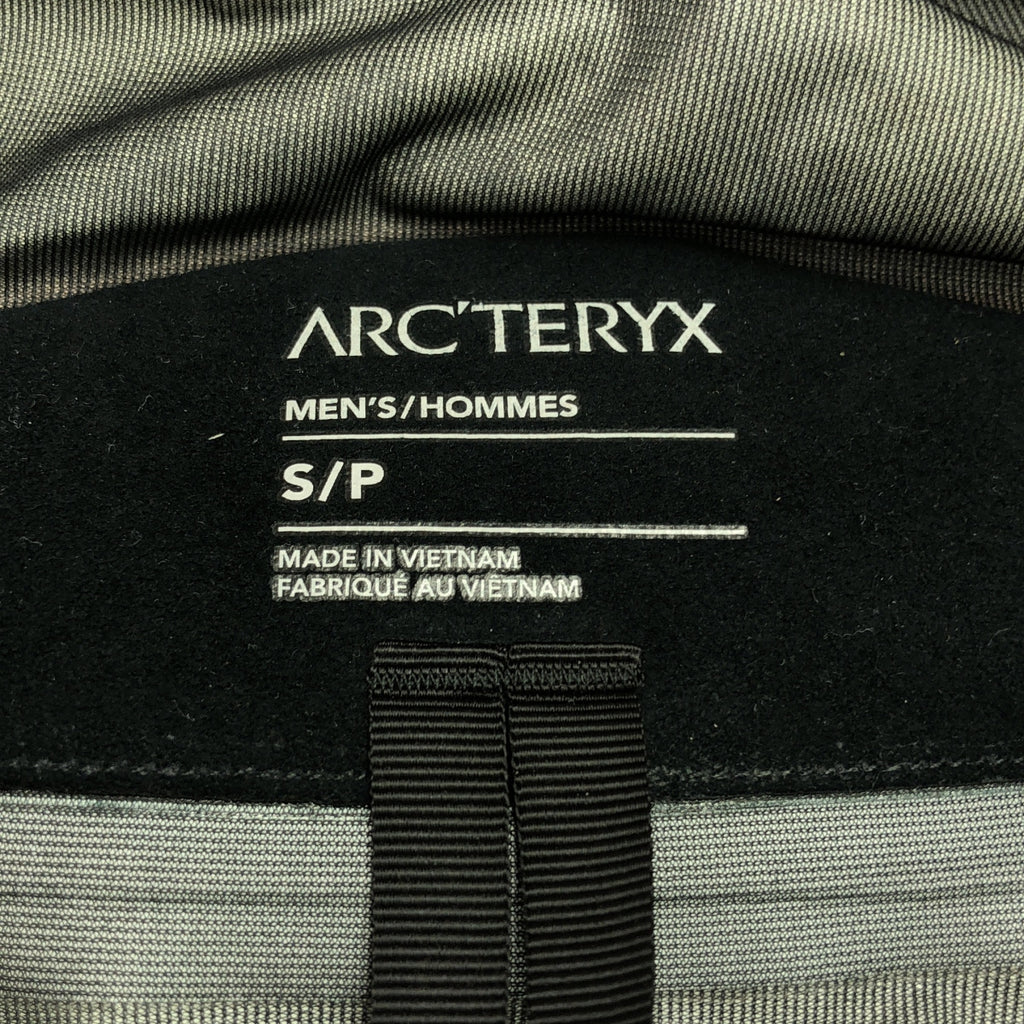 ARC'TERYX
MEN'S/HOMMES
S/P
MADE IN VIETNAM
FABRIQUÉ AU VIÊTNAM